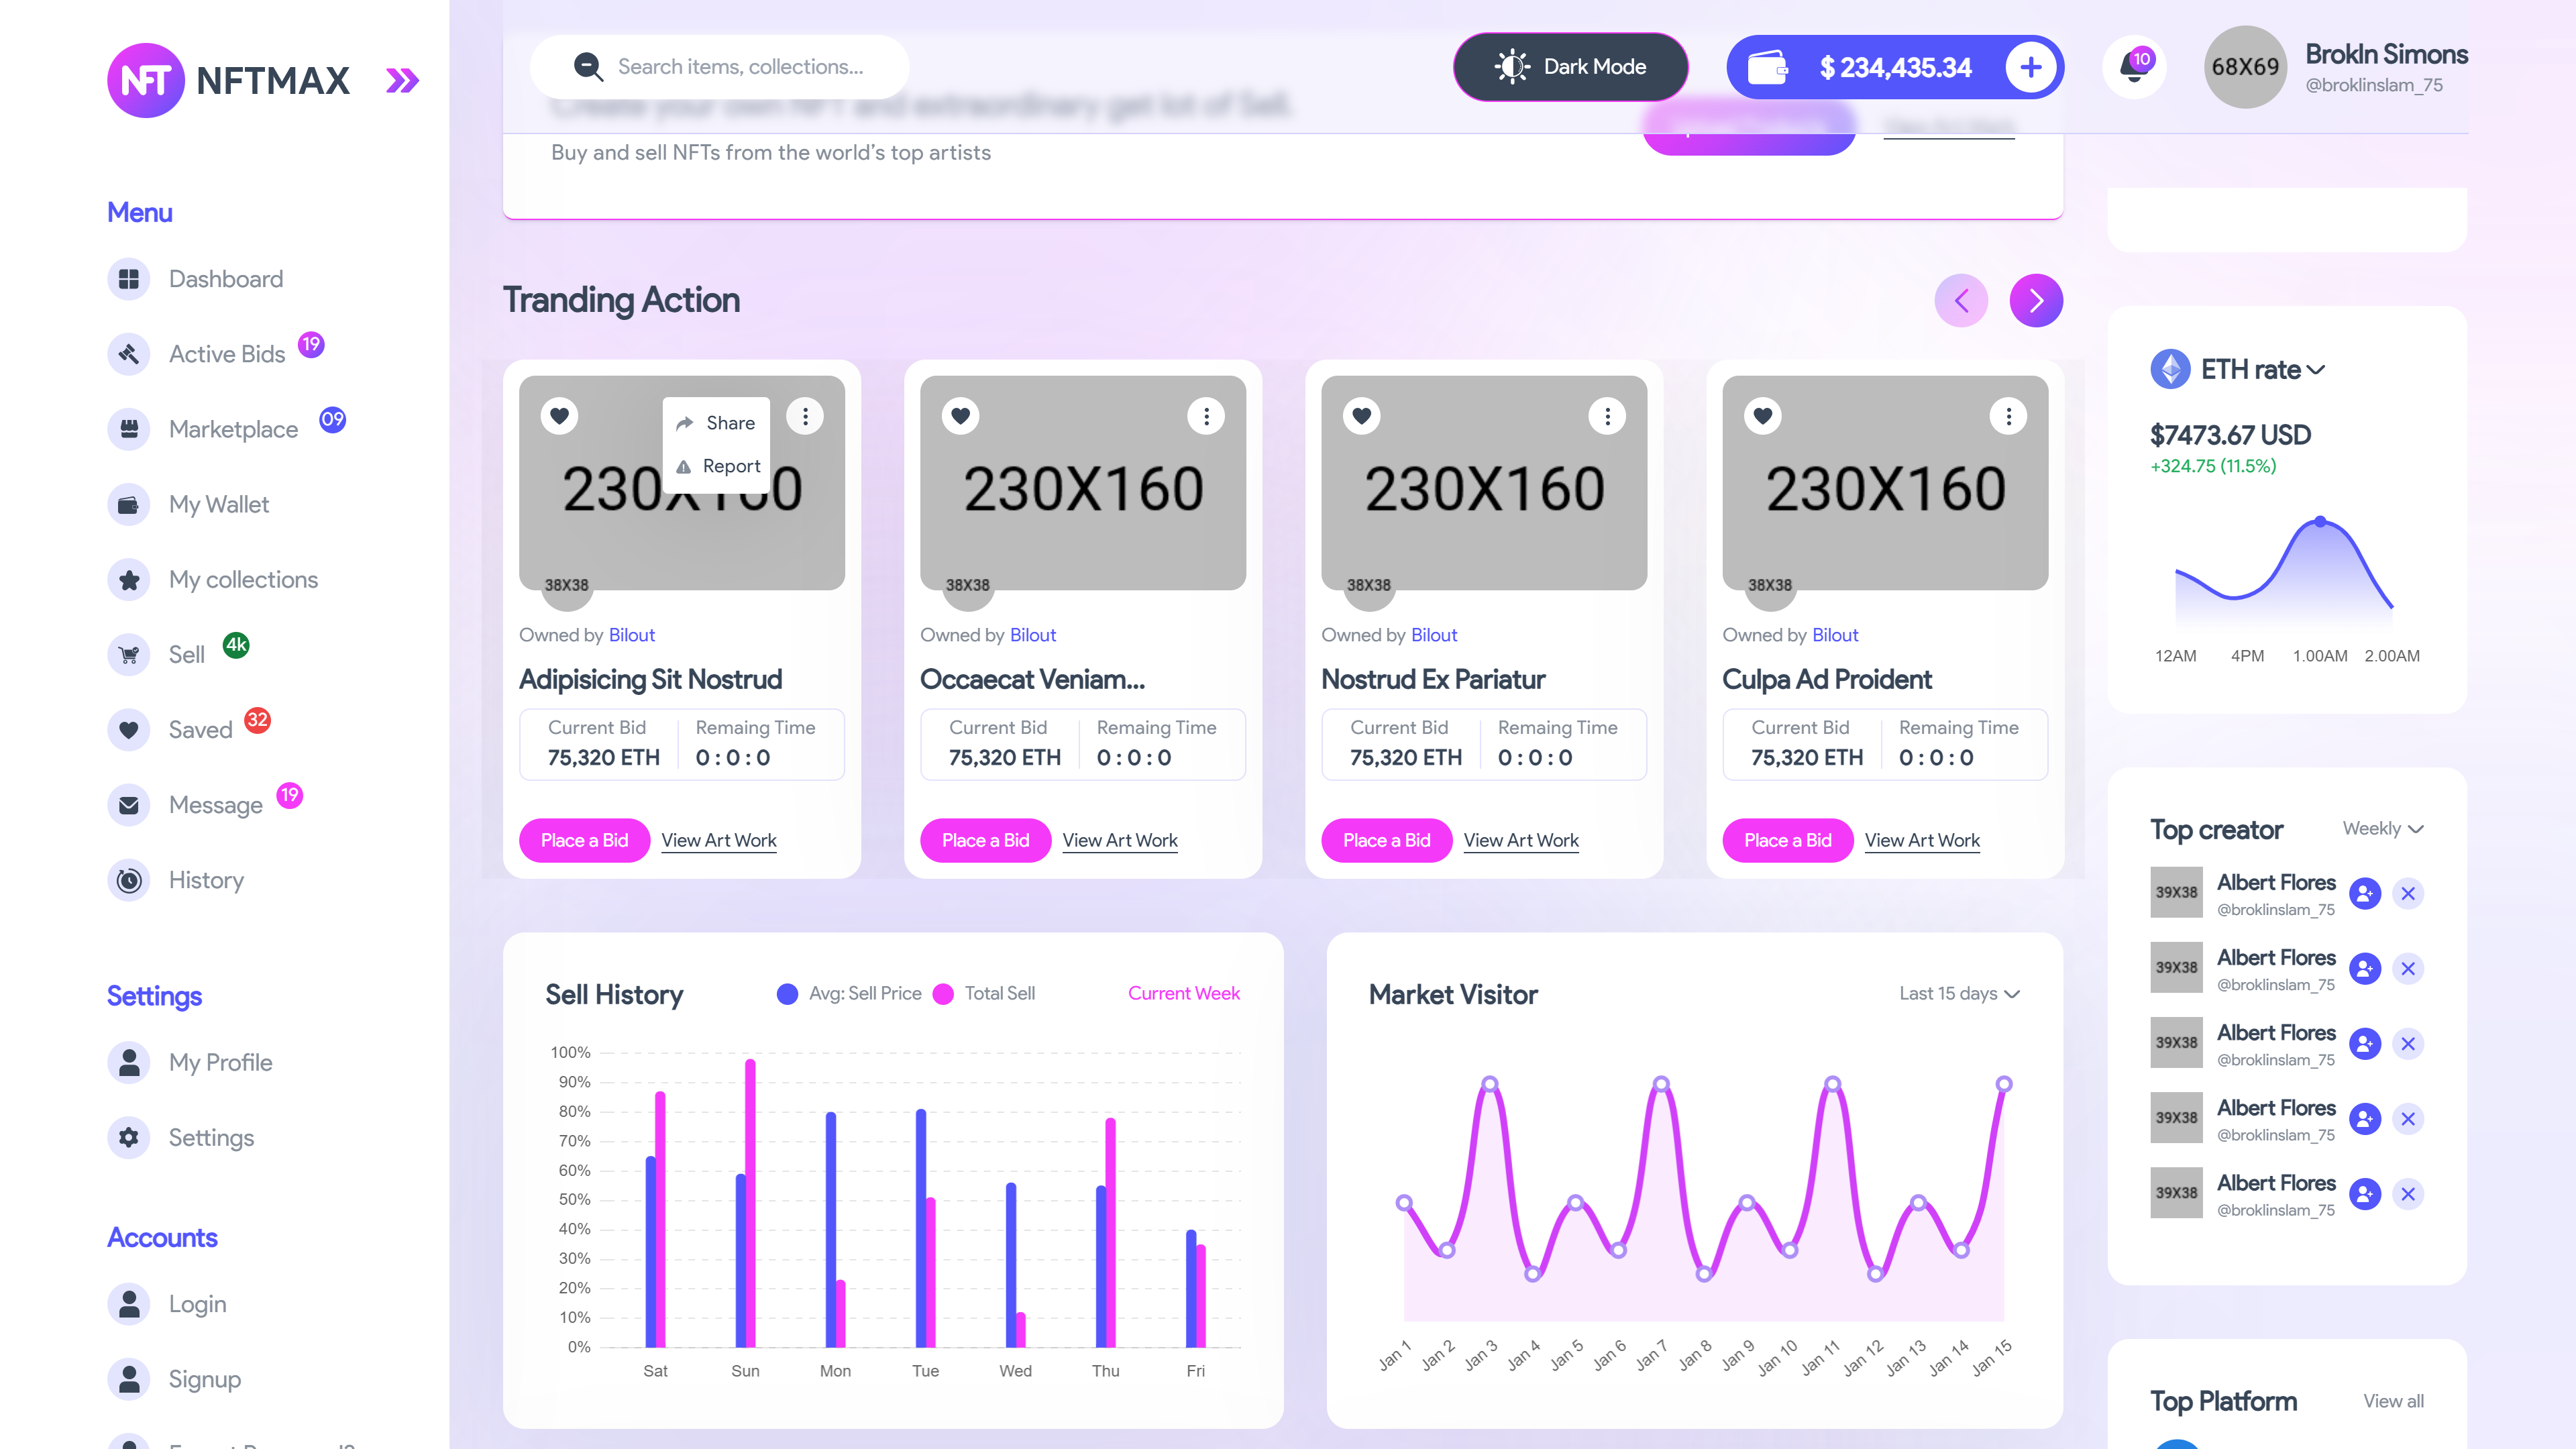 NFT NFTMAX
Search items, collections...
Dark Mode
$ 234,435.34
10
68X69
Brokln Simons
@broklinslam_75
Create your own NFT and extraordinary get lot of Sell.
Buy and sell NFTs from the world's top artists
Menu
Dashboard
Active Bids 19
Marketplace 09
My Wallet
My collections
Sell 4k
Saved 32
Message 19
History
Settings
My Profile
Settings
Accounts
Login
Signup
Tranding Action
Share
Report
38X38
Owned by Bilout
Adipisicing Sit Nostrud
Current Bid Remaing Time
75,320 ETH 0 : 0 : 0
Place a Bid View Art Work
230X160
38X38
Owned by Bilout
Occaecat Veniam...
Current Bid Remaing Time
75,320 ETH 0 : 0 : 0
Place a Bid View Art Work
230X160
38X38
Owned by Bilout
Nostrud Ex Pariatur
Current Bid Remaing Time
75,320 ETH 0 : 0 : 0
Place a Bid View Art Work
230X160
38X38
Owned by Bilout
Culpa Ad Proident
Current Bid Remaing Time
75,320 ETH 0 : 0 : 0
Place a Bid View Art Work
Sell History
Avg: Sell Price Total Sell
Current Week
100%
90%
80%
70%
60%
50%
40%
30%
20%
10%
0%
Sat Sun Mon Tue Wed Thu Fri
Market Visitor
Last 15 days
Jan 1 Jan 2 Jan 3 Jan 4 Jan 5 Jan 6 Jan 7 Jan 8 Jan 9 Jan 10 Jan 11 Jan 12 Jan 13 Jan 14 Jan 15
ETH rate
$7473.67 USD
+324.75 (11.5%)
12AM 4PM 1.00AM 2.00AM
Top creator
Weekly
39X38
Albert Flores
@broklinslam_75
39X38
Albert Flores
@broklinslam_75
39X38
Albert Flores
@broklinslam_75
39X38
Albert Flores
@broklinslam_75
39X38
Albert Flores
@broklinslam_75
Top Platform
View all